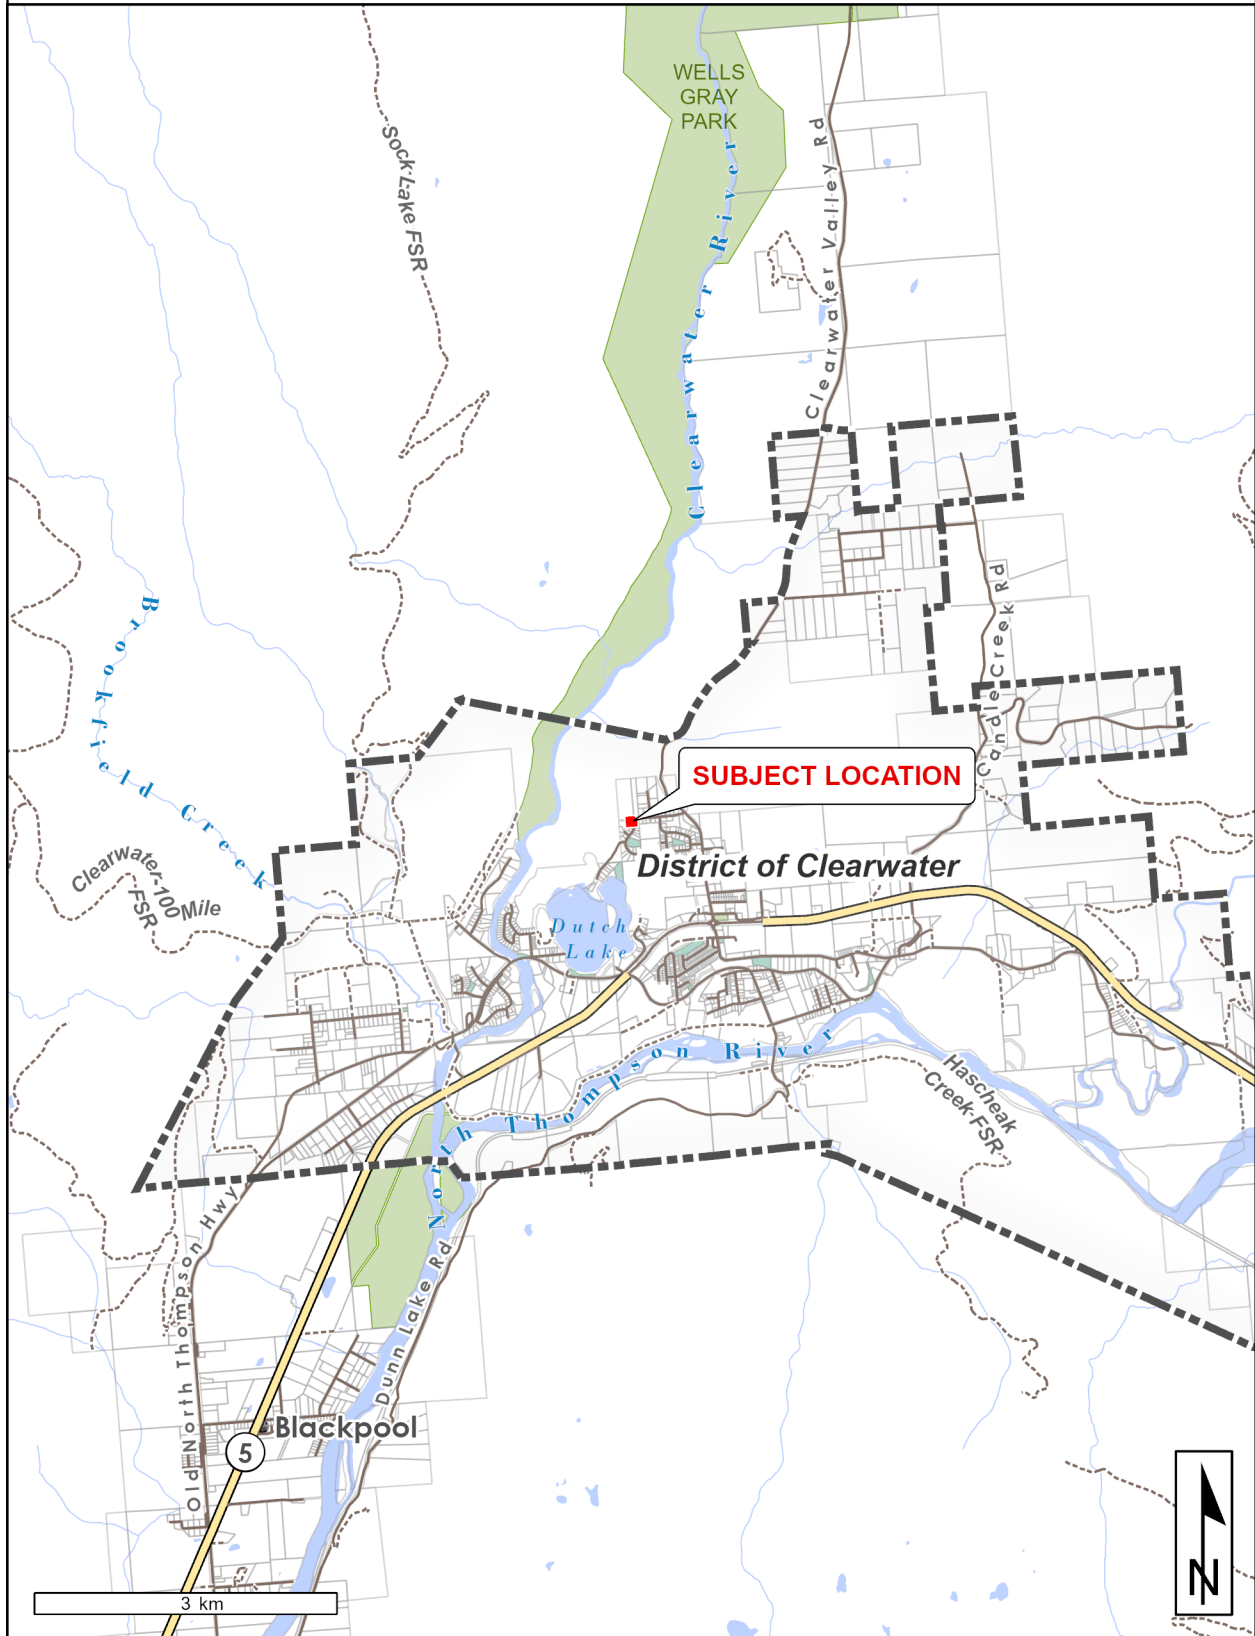 WELLS
GRAY
PARK
Sock Lake FSR
Clearwater River
Clearwater Valley Rd
Brookfield Creek
Candle Creek Rd
SUBJECT LOCATION
District of Clearwater
Clearwater-100 Mile
FSR
Dutch
Lake
North Thompson River
Hascheak
Creek FSR
Old North Thompson Hwy
Dunn Lake Rd
Blackpool
5
3 km
N